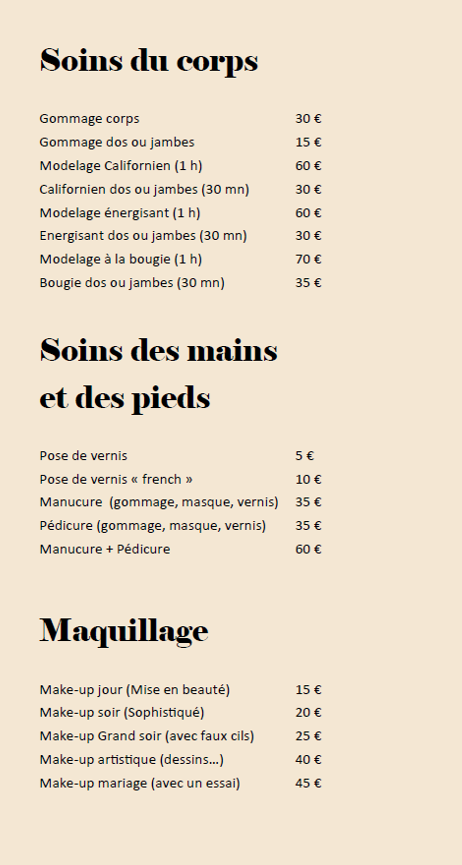 Soins du corps
Gommage corps 30 €
Gommage dos ou jambes 15 €
Modelage Californien (1 h) 60 €
Californien dos ou jambes (30 mn) 30 €
Modelage énergisant (1 h) 60 €
Energisant dos ou jambes (30 mn) 30 €
Modelage à la bougie (1 h) 70 €
Bougie dos ou jambes (30 mn) 35 €
Soins des mains
et des pieds
Pose de vernis 5 €
Pose de vernis « french » 10 €
Manucure (gommage, masque, vernis) 35 €
Pédicure (gommage, masque, vernis) 35 €
Manucure + Pédicure 60 €
Maquillage
Make-up jour (Mise en beauté) 15 €
Make-up soir (Sophistiqué) 20 €
Make-up Grand soir (avec faux cils) 25 €
Make-up artistique (dessins...) 40 €
Make-up mariage (avec un essai) 45 €